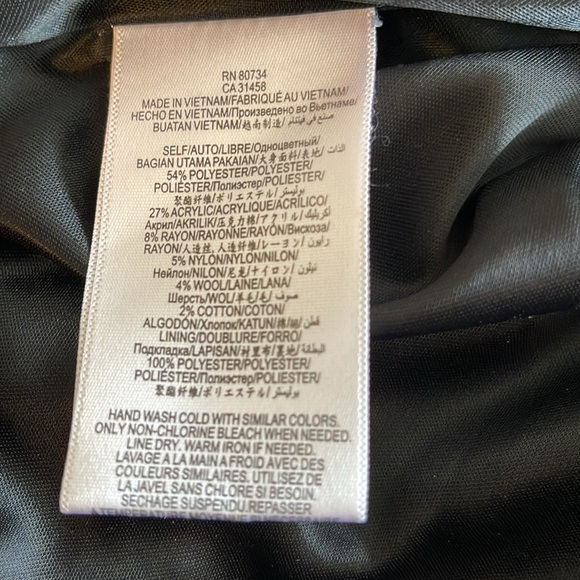 RN 80734
CA 31458
MADE IN VIETNAM/FABRIQUÉ AU VIETNAM/
HECHO EN VIETNAM/Произведено во Вьетнаме/
BUATAN VIETNAM/越南制造/صنع في فيتنام
SELF/AUTO/LIBRE/Одноцветный/
BAGIAN UTAMA PAKAIAN/大身面料/表地/الذات
54% POLYESTER/POLYESTER/
POLIÉSTER/Полиэстер/POLIESTER/
聚酯纤维/ポリエステル/بوليستر
27% ACRYLIC/ACRYLIQUE/ACRÍLICO/
Акрил/AKRILIK/压克力棉/アクリル/اكريليك
8% RAYON/RAYONNE/RAYÓN/Вискоза/
RAYON/人造丝,人造纤维/レーヨン/رايون
5% NYLON/NYLON/NILON/
Нейлон/NILON/尼龙/ナイロン/نيلون
4% WOOL/LAINE/LANA/
Шерсть/WOL/羊毛/毛/صوف
2% COTTON/COTON/
ALGODÓN/Хлопок/KATUN/棉/綿/قطن
LINING/DOUBLURE/FORRO/
Подкладка/LAPISAN/衬里布/裏地/البطانة
100% POLYESTER/POLYESTER/
POLIÉSTER/Полиэстер/POLIESTER/
聚酯纤维/ポリエステル/بوليستر
HAND WASH COLD WITH SIMILAR COLORS.
ONLY NON-CHLORINE BLEACH WHEN NEEDED.
LINE DRY. WARM IRON IF NEEDED.
LAVAGE A LA MAIN A FROID AVEC DES
COULEURS SIMILAIRES. UTILISEZ DE
LA JAVEL SANS CHLORE SI BESOIN.
SECHAGE SUSPENDU.REPASSER